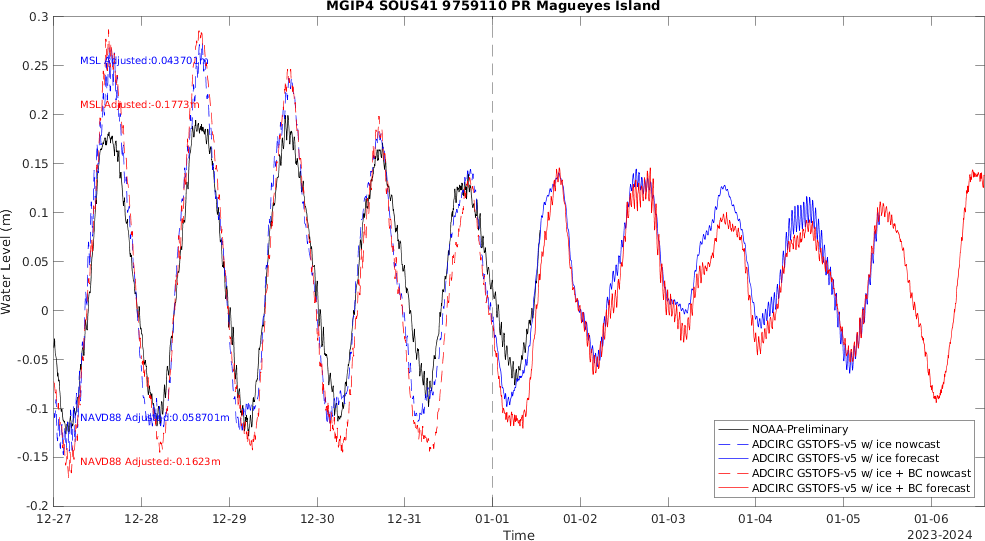 MGIP4 SOUS41 9759110 PR Magueyes Island
0.3
0.25
0.2
0.15
0.1
0.05
0
-0.05
-0.1
-0.15
-0.2
Water Level (m)
MSL Adjusted:0.043701m
MSL Adjusted:-0.1773m
NAVD88 Adjusted:0.058701m
NAVD88 Adjusted:-0.1623m
NOAA-Preliminary
ADCIRC GSTOFS-v5 w/ ice nowcast
ADCIRC GSTOFS-v5 w/ ice forecast
ADCIRC GSTOFS-v5 w/ ice + BC nowcast
ADCIRC GSTOFS-v5 w/ ice + BC forecast
12-27 12-28 12-29 12-30 12-31 01-01 01-02 01-03 01-04 01-05 01-06
Time
2023-2024